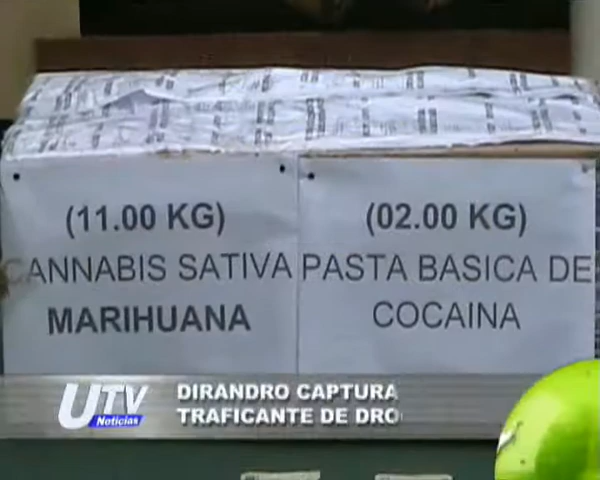 (11.00 KG)
CANNABIS SATIVA
MARIHUANA
(02.00 KG)
PASTA BASICA DE
COCAINA
UTV
Noticias
DIRANDRO CAPTURA
TRAFICANTE DE DRO